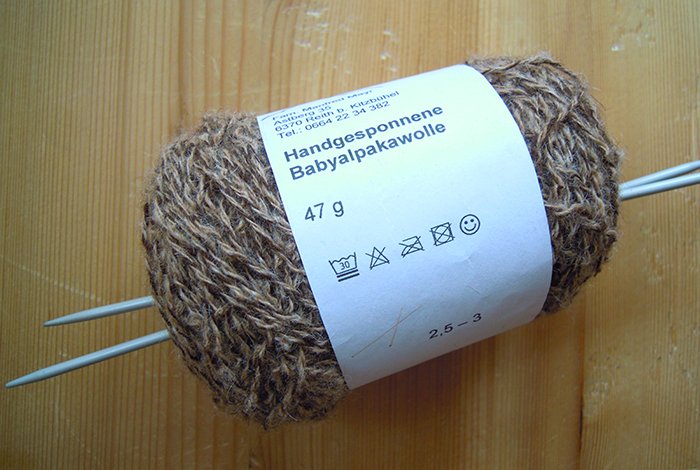 Fam. Manfred Mayr
Astberg 35
6370 Reith b. Kitzbühel
Tel.: 0664 22 34 382
Handgesponnene
Babyalpakawolle
47 g
30
2,5 – 3